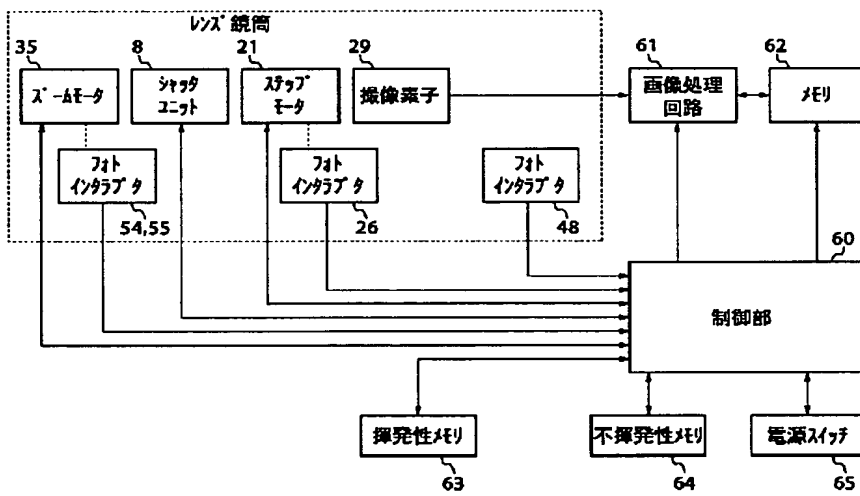 ﾚﾝｽﾞ鏡筒
35
8
21
29
61
62
ｽﾞｰﾑﾓｰﾀ
ｼｬｯﾀ
ﾕﾆｯﾄ
ｽﾃｯﾌﾟ
ﾓｰﾀ
撮像素子
画像処理
回路
ﾒﾓﾘ
ﾌｫﾄ
ｲﾝﾀﾗﾌﾟﾀ
54,55
ﾌｫﾄ
ｲﾝﾀﾗﾌﾟﾀ
26
ﾌｫﾄ
ｲﾝﾀﾗﾌﾟﾀ
48
60
制御部
揮発性ﾒﾓﾘ
63
不揮発性ﾒﾓﾘ
64
電源ｽｲｯﾁ
65